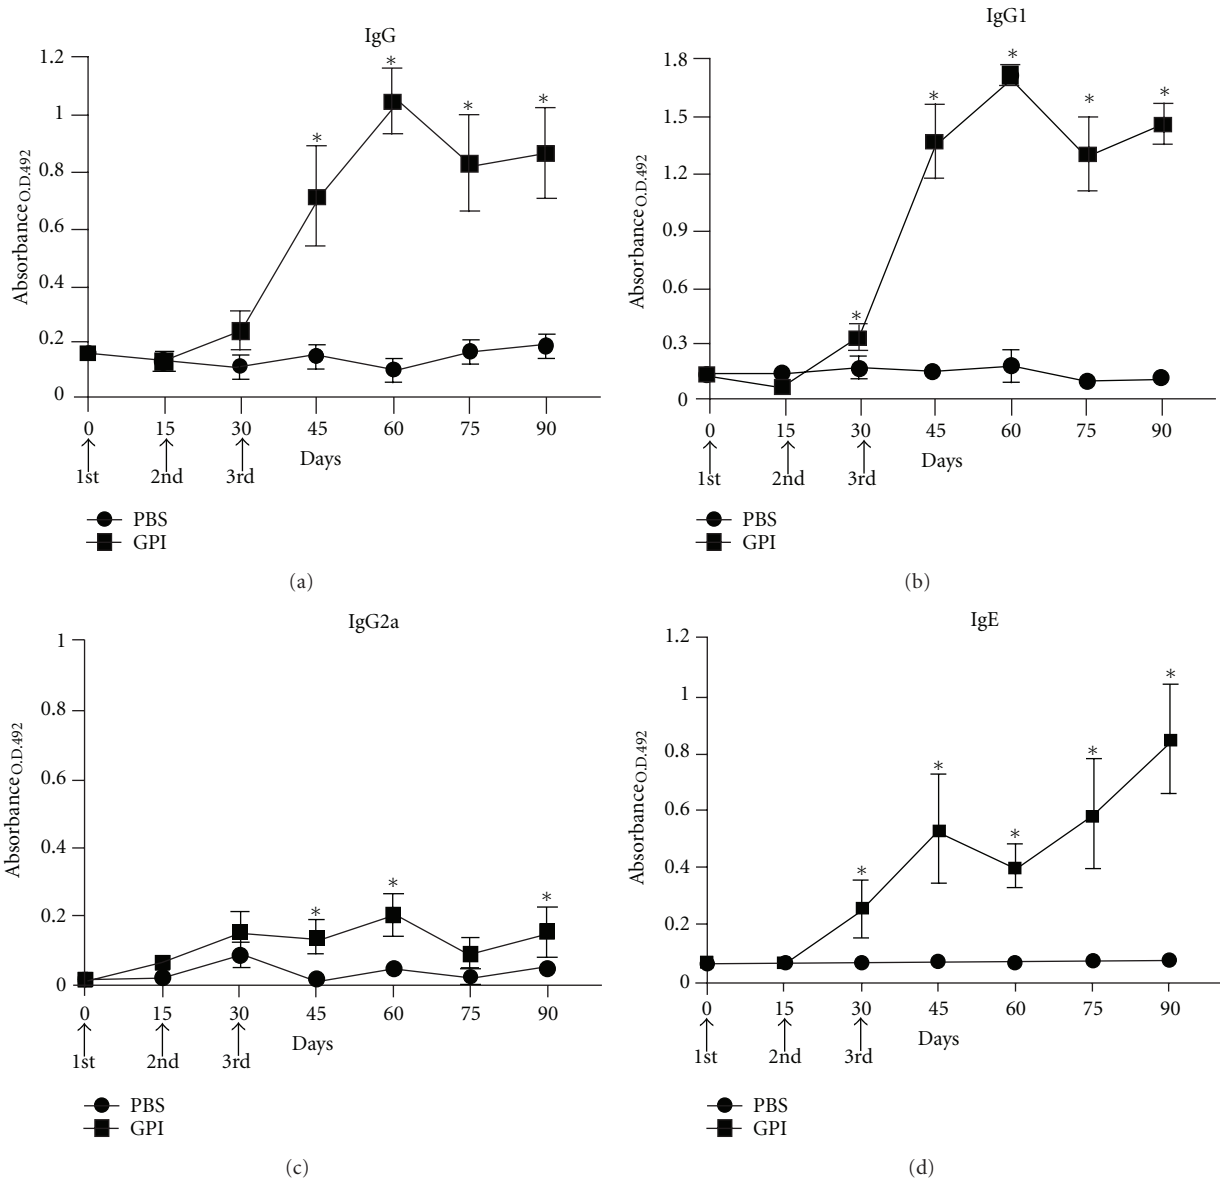 IgG
1.2
1
0.8
0.6
0.4
0.2
0
Absorbance O.D.492
* * * *
0 15 30 45 60 75 90
Days
1st 2nd 3rd
PBS
GPI
(a)
IgG1
1.8
1.5
1.2
0.9
0.6
0.3
0
Absorbance O.D.492
* * * * *
0 15 30 45 60 75 90
Days
1st 2nd 3rd
PBS
GPI
(b)
IgG2a
1
0.8
0.6
0.4
0.2
0
Absorbance O.D.492
* * *
0 15 30 45 60 75 90
Days
1st 2nd 3rd
PBS
GPI
(c)
IgE
1.2
1
0.8
0.6
0.4
0.2
0
Absorbance O.D.492
* * * * *
0 15 30 45 60 75 90
Days
1st 2nd 3rd
PBS
GPI
(d)